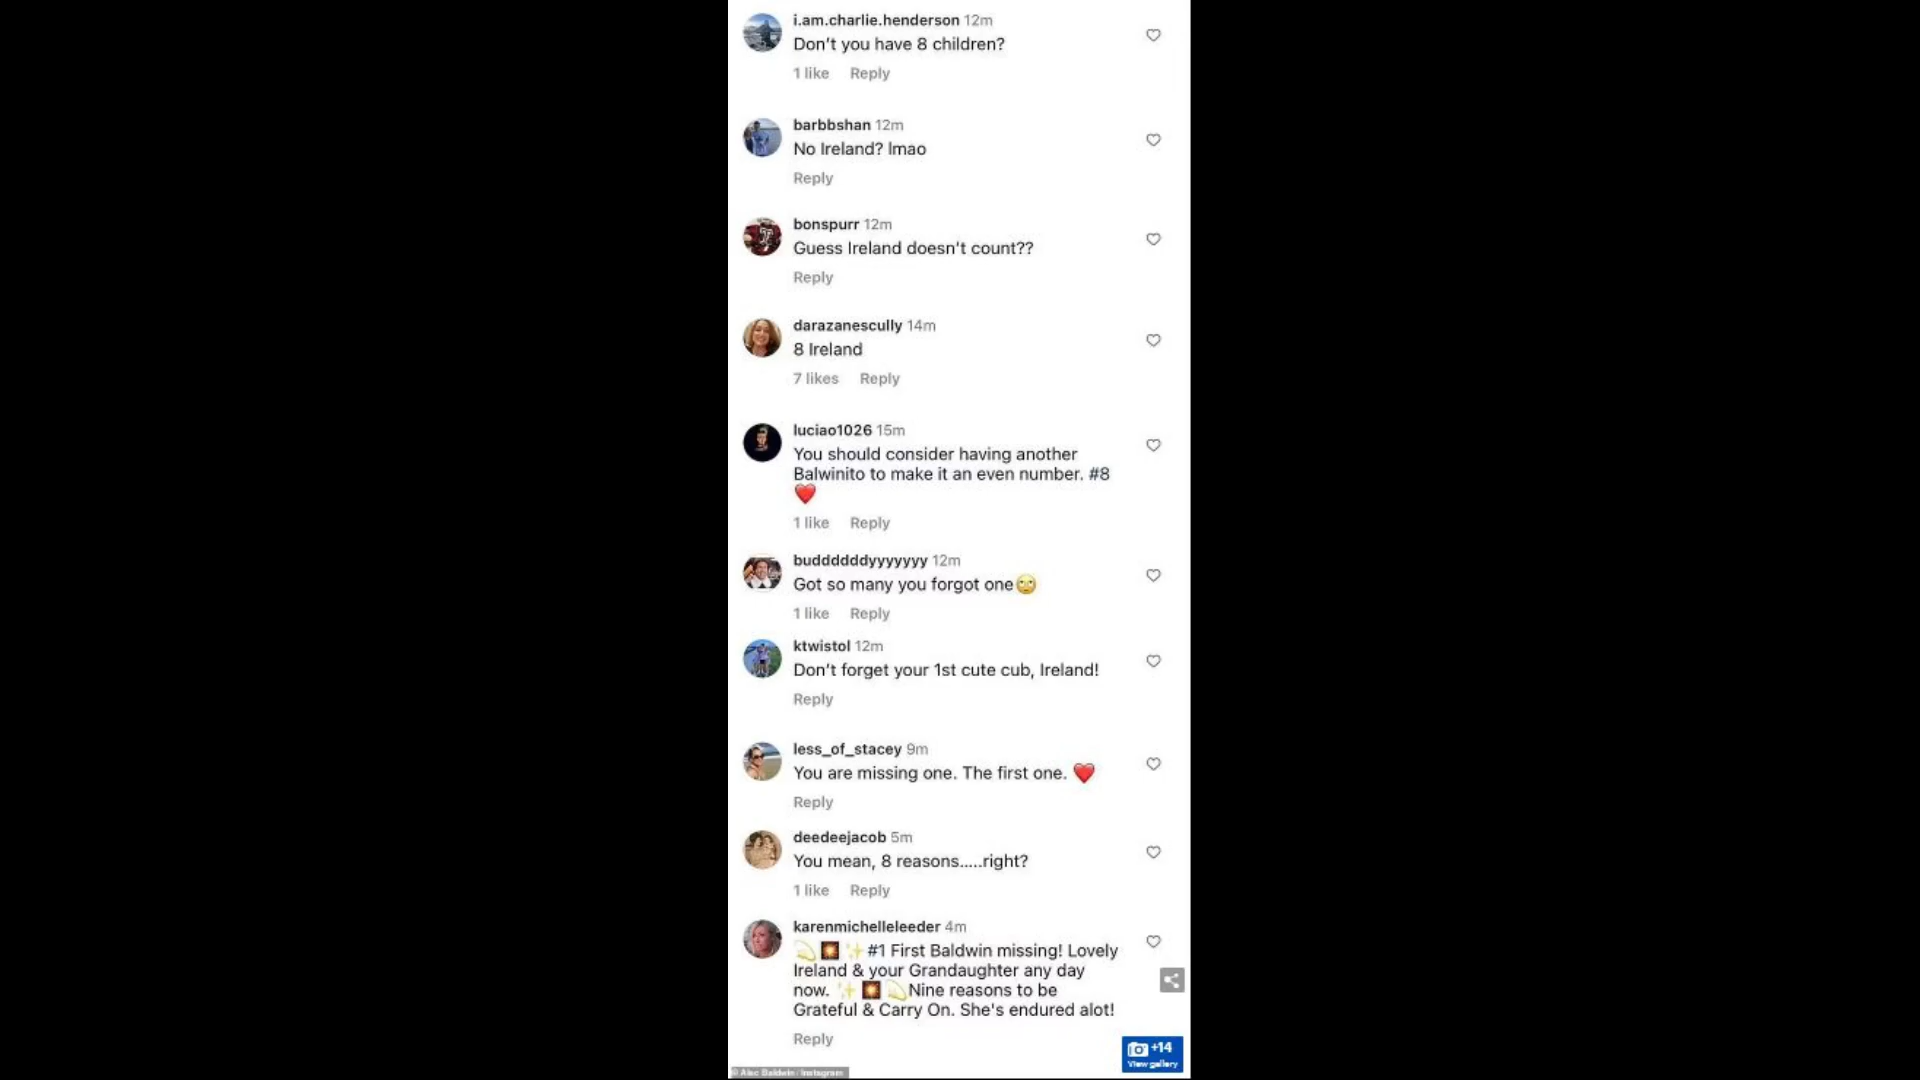 i.am.charlie.henderson 12m
Don't you have 8 children?
1 like Reply
barbbshan 12m
No Ireland? lmao
Reply
bonspurr 12m
Guess Ireland doesn't count??
Reply
darazanescully 14m
8 Ireland
7 likes Reply
luciao1026 15m
You should consider having another
Balwinito to make it an even number. #8
❤️
1 like Reply
buddddddyyyyyyy 12m
Got so many you forgot one🙄
1 like Reply
ktwistol 12m
Don't forget your 1st cute cub, Ireland!
Reply
less_of_stacey 9m
You are missing one. The first one. ❤️
Reply
deedeejacob 5m
You mean, 8 reasons.....right?
1 like Reply
karenmichelleleeder 4m
💫💥✨#1 First Baldwin missing! Lovely
Ireland & your Grandaughter any day
now. ✨💥💫Nine reasons to be
Grateful & Carry On. She's endured alot!
Reply
+14
View gallery
© Alec Baldwin / Instagram